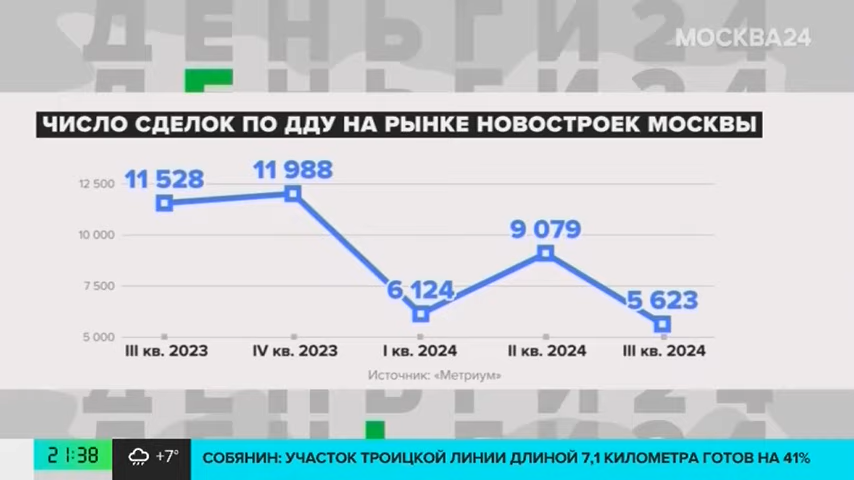 ДЕНЬГИ24
МОСКВА24
ЧИСЛО СДЕЛОК ПО ДДУ НА РЫНКЕ НОВОСТРОЕК МОСКВЫ
11 528
11 988
6 124
9 079
5 623
12 500
10 000
7 500
5 000
III кв. 2023
IV кв. 2023
I кв. 2024
II кв. 2024
III кв. 2024
Источник: «Метриум»
ДЕНЬГИ24
21:38
+7°
СОБЯНИН: УЧАСТОК ТРОИЦКОЙ ЛИНИИ ДЛИНОЙ 7,1 КИЛОМЕТРА ГОТОВ НА 41%